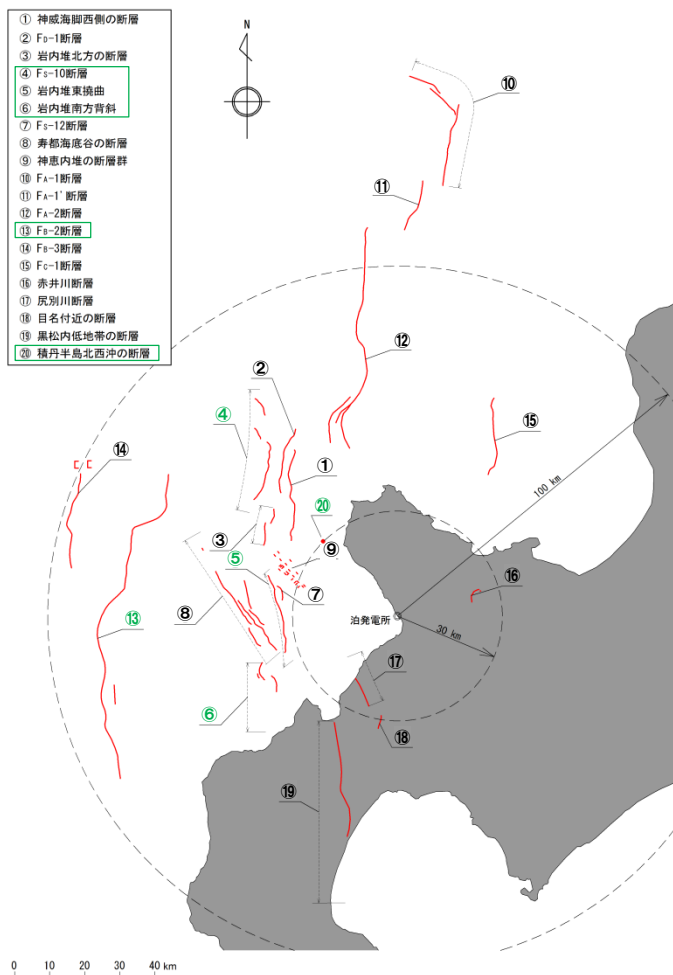 ① 神威海脚西側の断層
② FD-1断層
③ 岩内堆北方の断層
④ FS-10断層
⑤ 岩内堆東撓曲
⑥ 岩内堆南方背斜
⑦ FS-12断層
⑧ 寿都海底谷の断層
⑨ 神恵内堆の断層群
⑩ FA-1断層
⑪ FA-1'断層
⑫ FA-2断層
⑬ FB-2断層
⑭ FB-3断層
⑮ FC-1断層
⑯ 赤井川断層
⑰ 尻別川断層
⑱ 目名付近の断層
⑲ 黒松内低地帯の断層
⑳ 積丹半島北西沖の断層
N
⑩
⑪
⑫
②
④
⑮
⑭
①
100 km
⑳
③
⑨
⑤
⑯
⑦
⑧
泊発電所
⑬
30 km
⑰
⑥
⑱
⑲
0 10 20 30 40 km